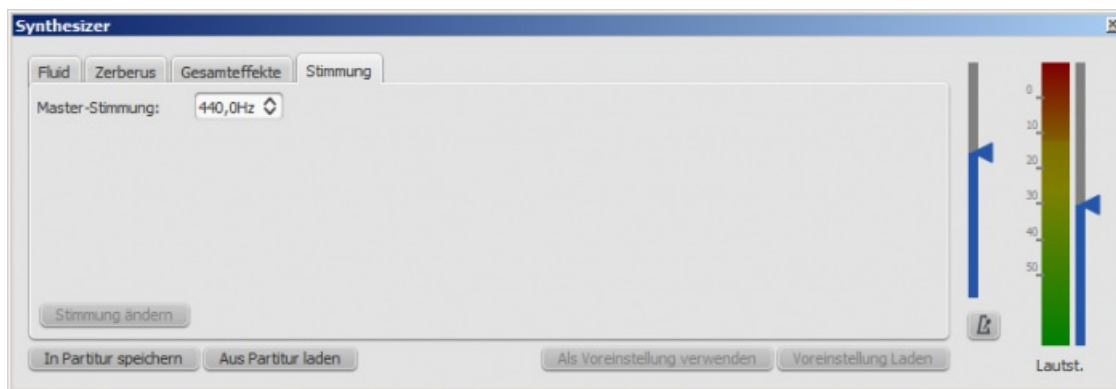 Synthesizer
Fluid Zerberus Gesamteffekte Stimmung
Master-Stimmung: 440,0Hz
0
10
20
30
40
50
Stimmung ändern
In Partitur speichern Aus Partitur laden Als Voreinstellung verwenden Voreinstellung Laden
Lautst.